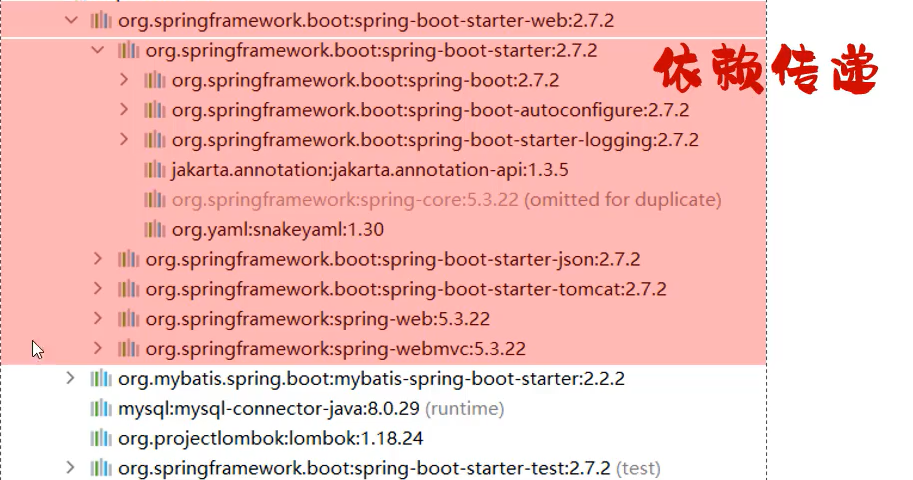 org.springframework.boot:spring-boot-starter-web:2.7.2
org.springframework.boot:spring-boot-starter:2.7.2
依赖传递
org.springframework.boot:spring-boot:2.7.2
org.springframework.boot:spring-boot-autoconfigure:2.7.2
org.springframework.boot:spring-boot-starter-logging:2.7.2
jakarta.annotation:jakarta.annotation-api:1.3.5
org.springframework:spring-core:5.3.22 (omitted for duplicate)
org.yaml:snakeyaml:1.30
org.springframework.boot:spring-boot-starter-json:2.7.2
org.springframework.boot:spring-boot-starter-tomcat:2.7.2
org.springframework:spring-web:5.3.22
org.springframework:spring-webmvc:5.3.22
org.mybatis.spring.boot:mybatis-spring-boot-starter:2.2.2
mysql:mysql-connector-java:8.0.29 (runtime)
org.projectlombok:lombok:1.18.24
org.springframework.boot:spring-boot-starter-test:2.7.2 (test)